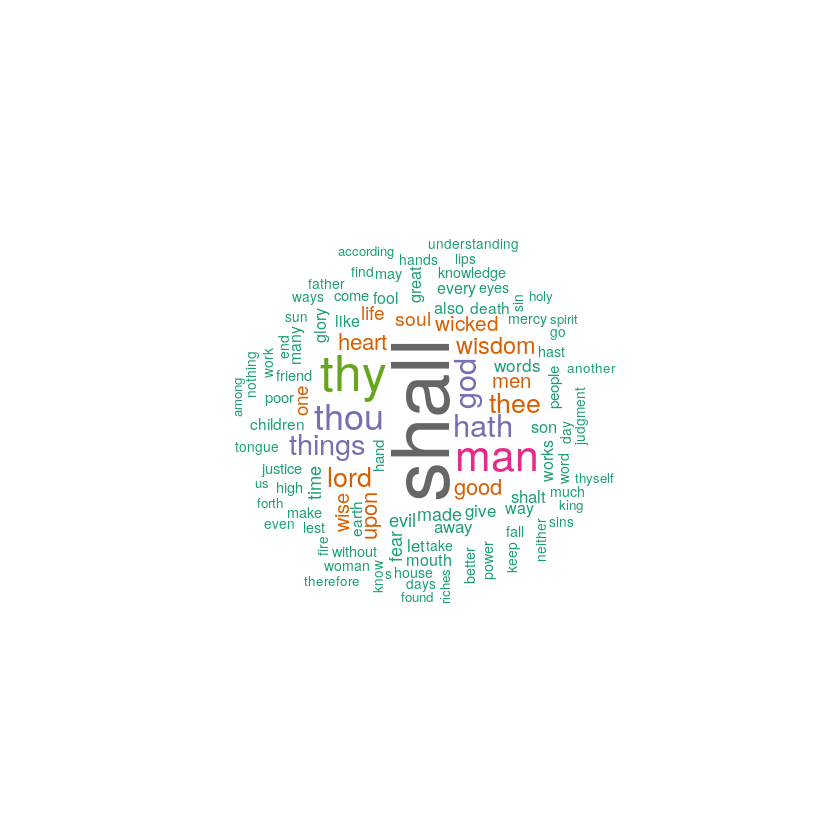 understanding
according
hands
lips
find
may
great
knowledge
father
every
eyes
ways
come
fool
sin
holy
sun
glory
like
life
also
death
mercy
spirit
soul
wicked
go
end
many
heart
wisdom
hast
nothing
work
friend
thy
shall
god
words
another
among
poor
one
men
people
thou
thee
children
hath
son
day
judgment
tongue
things
hand
man
works
justice
lord
word
thyself
us
high
time
good
much
forth
wise
upon
earth
shalt
king
make
made
give
way
even
lest
evil
away
sins
fire
without
fear
let
take
fall
neither
woman
mouth
better
power
keep
therefore
know
s
house
days
riches
found